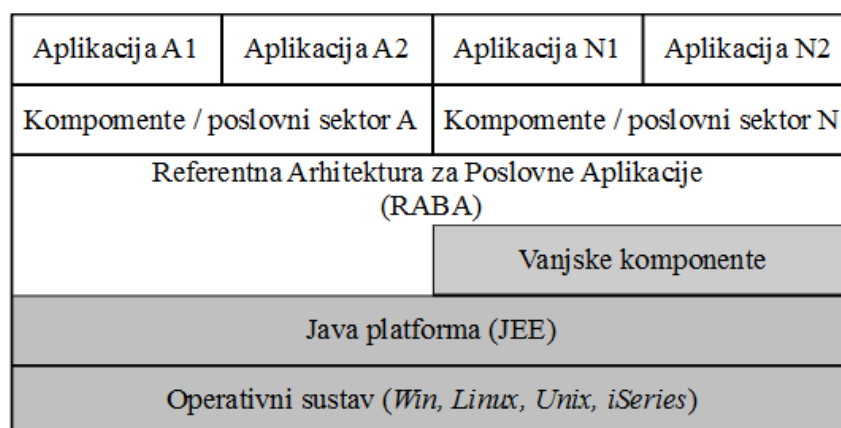 Aplikacija A1
Aplikacija A2
Aplikacija N1
Aplikacija N2
Kompomente / poslovni sektor A
Kompomente / poslovni sektor N
Referentna Arhitektura za Poslovne Aplikacije
(RABA)
Vanjske komponente
Java platforma (JEE)
Operativni sustav (Win, Linux, Unix, iSeries)